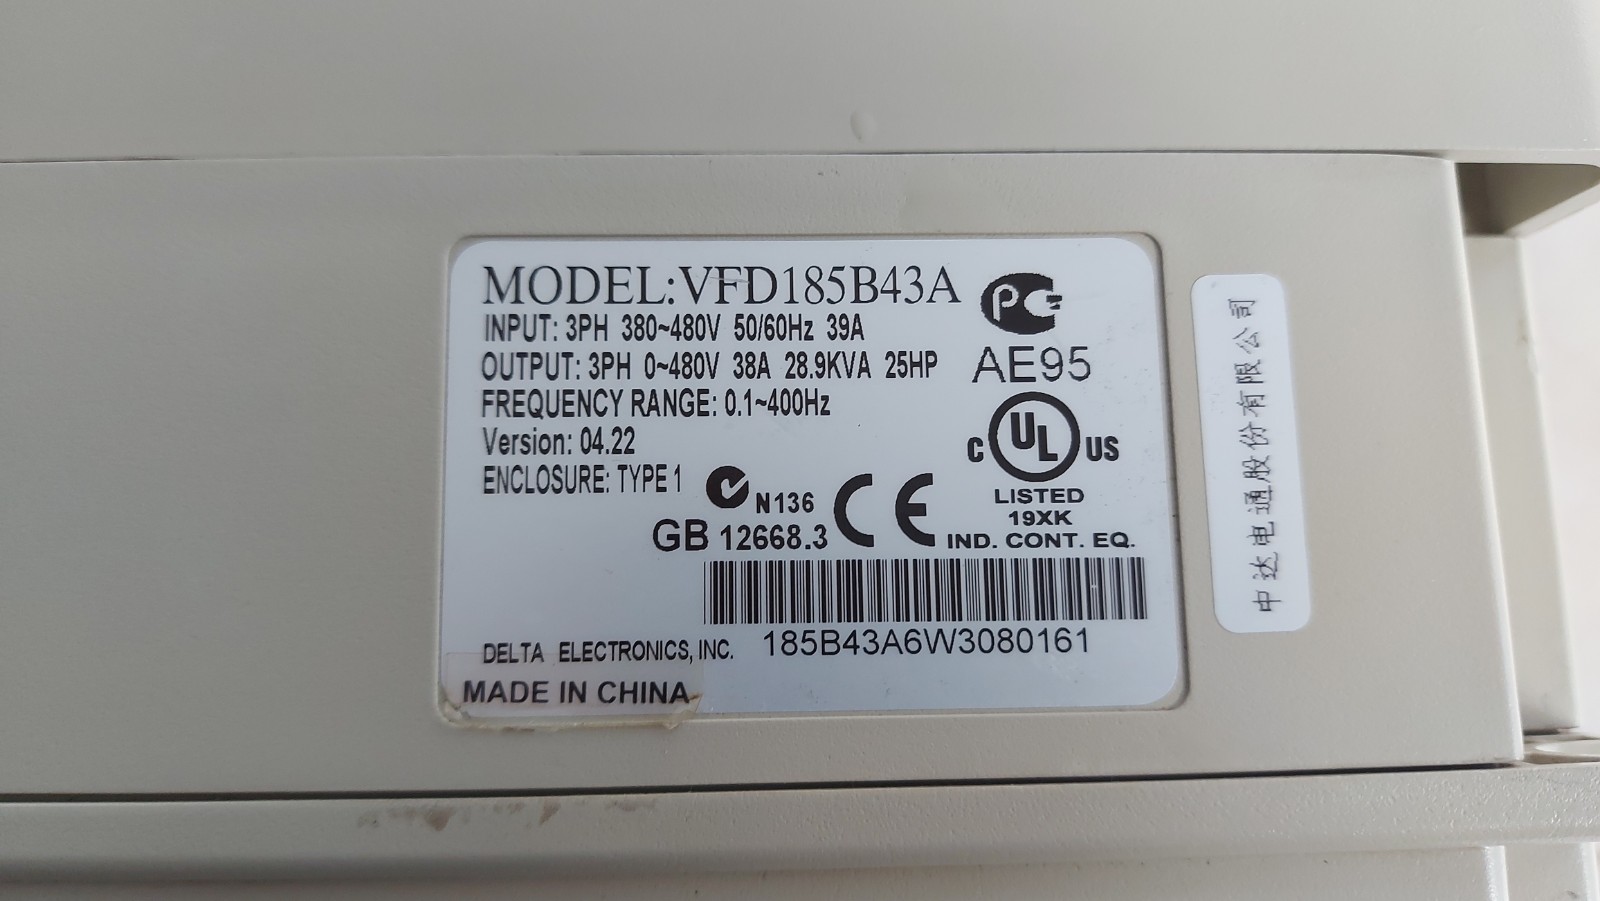 MODEL:VFD185B43A
INPUT: 3PH 380~480V 50/60Hz 39A
OUTPUT: 3PH 0~480V 38A 28.9KVA 25HP
FREQUENCY RANGE: 0.1~400Hz
Version: 04.22
ENCLOSURE: TYPE 1
N136
GB 12668.3
CE
PC
AE95
C UL US
LISTED
19XK
IND. CONT. EQ.
185B43A6W3080161
DELTA ELECTRONICS, INC.
MADE IN CHINA
中达电通股份有限公司